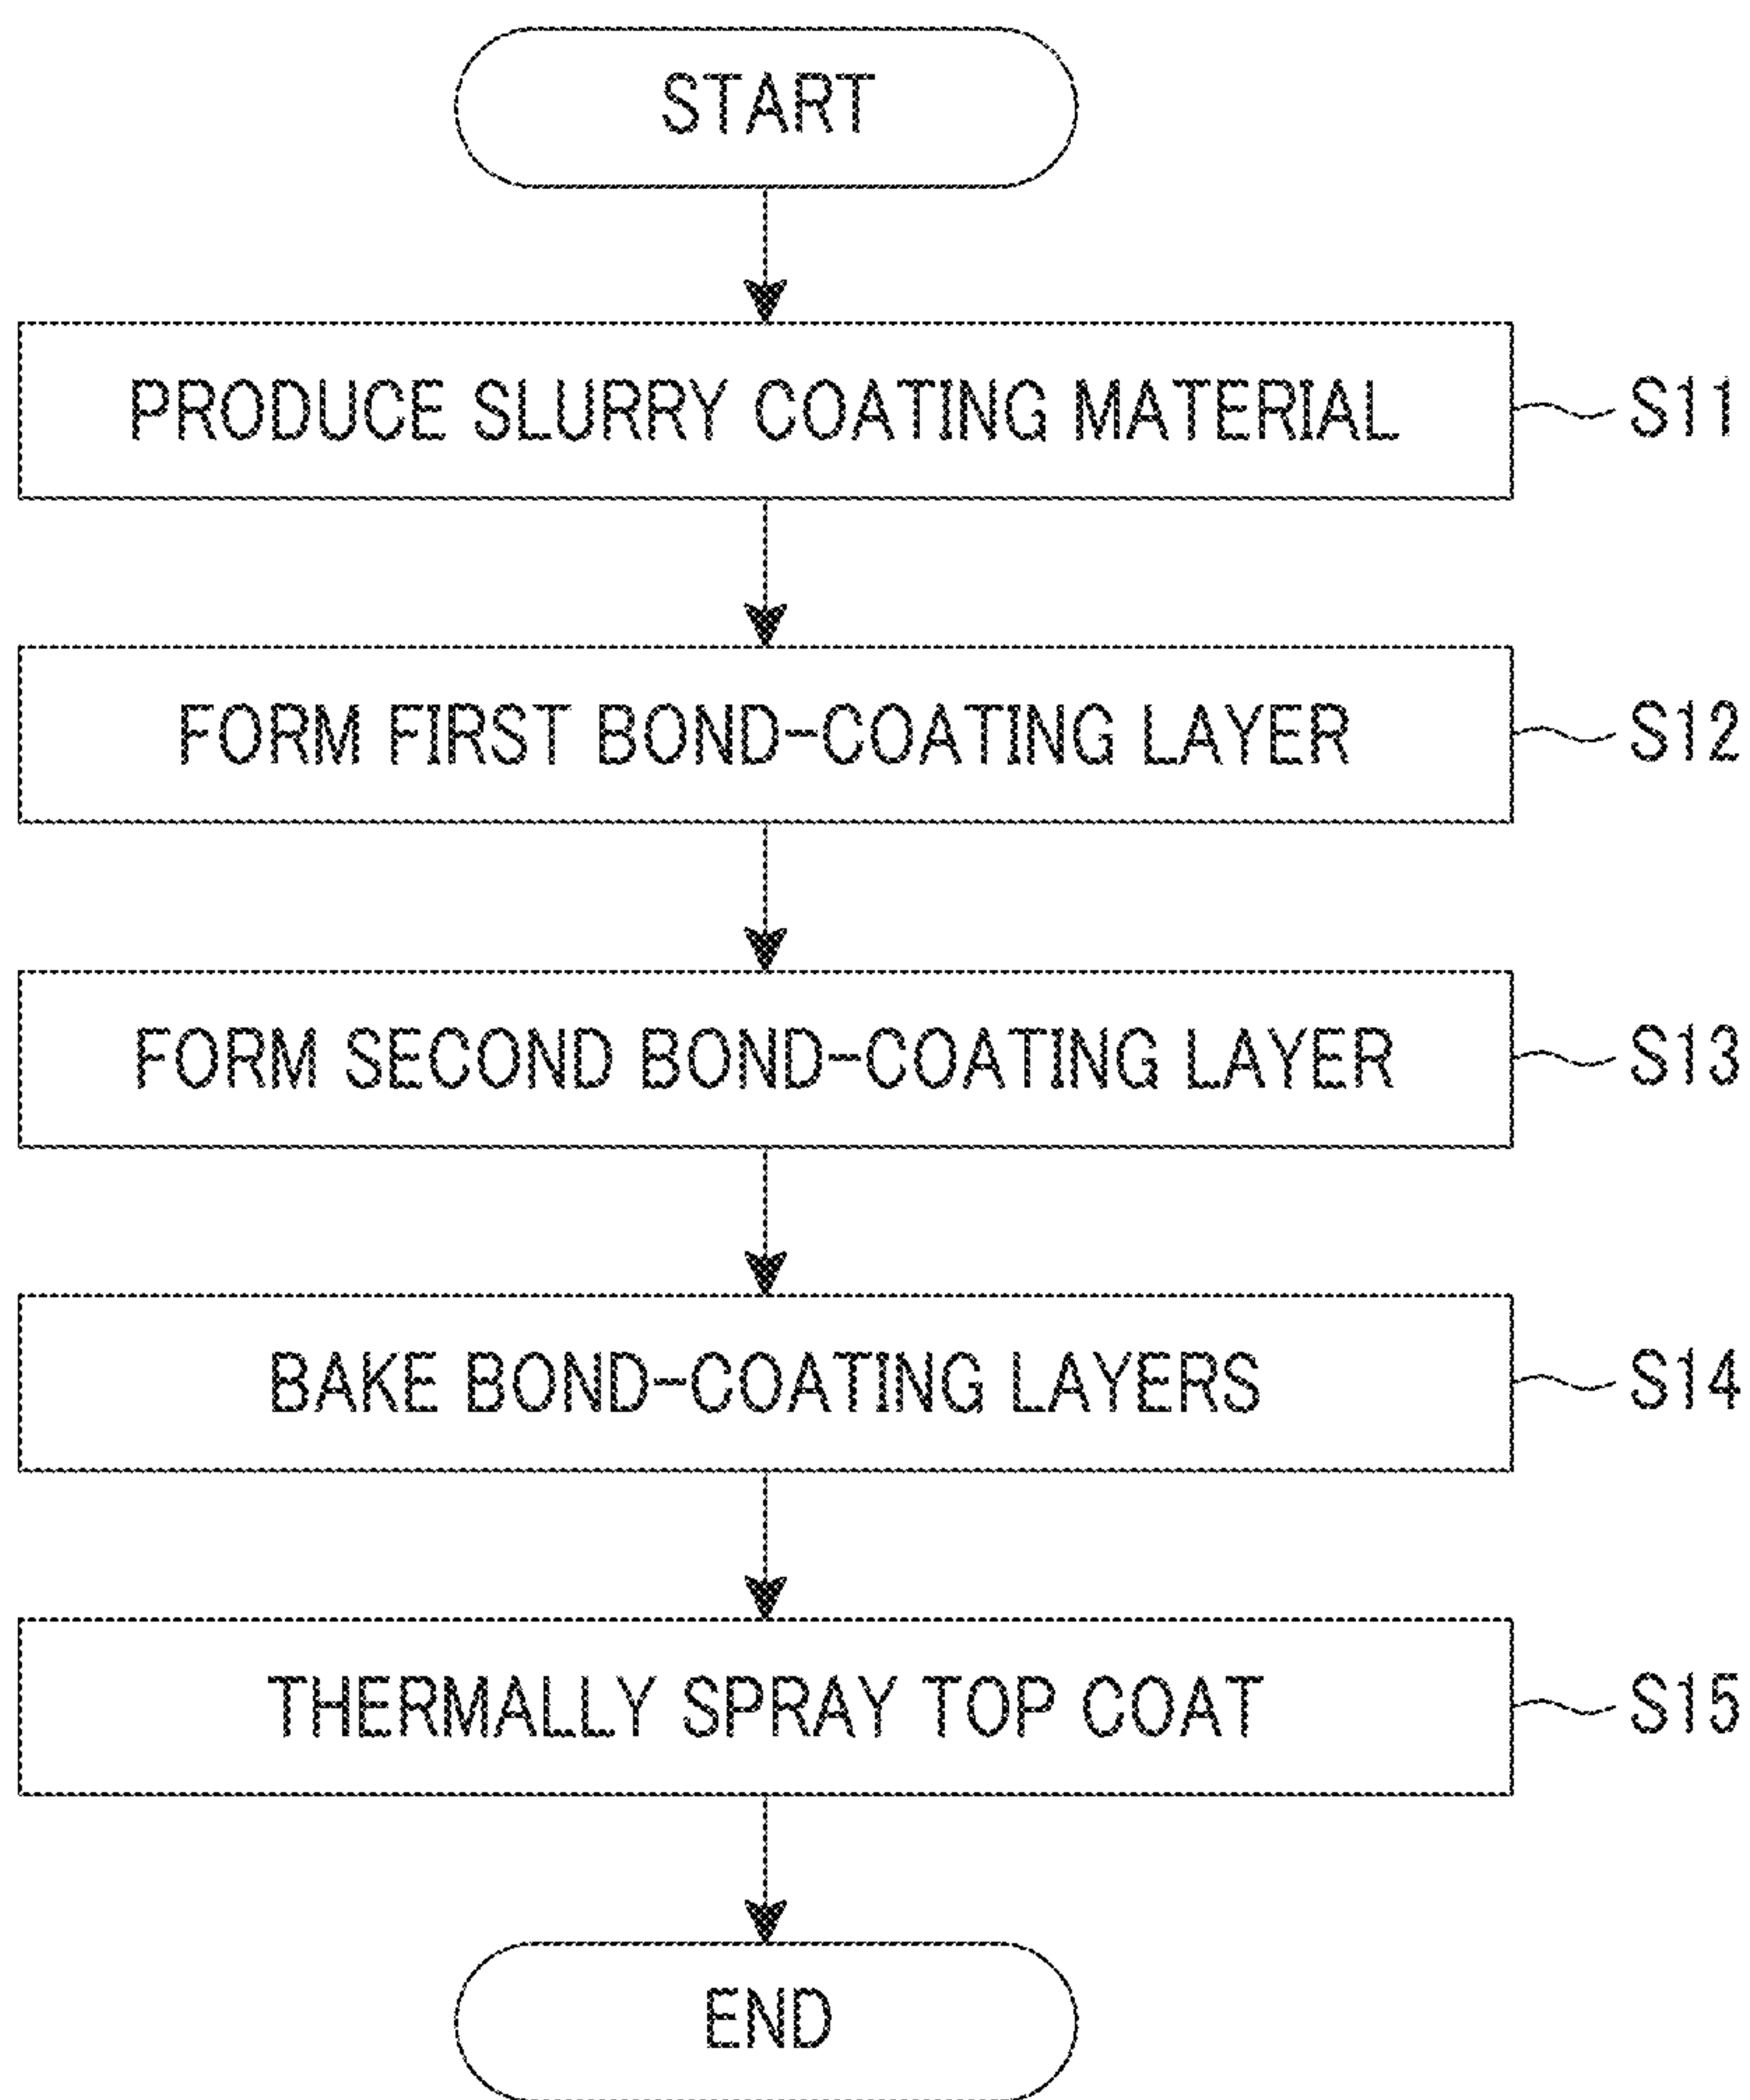 START
PRODUCE SLURRY COATING MATERIAL S11
FORM FIRST BOND-COATING LAYER S12
FORM SECOND BOND-COATING LAYER S13
BAKE BOND-COATING LAYERS S14
THERMALLY SPRAY TOP COAT S15
END